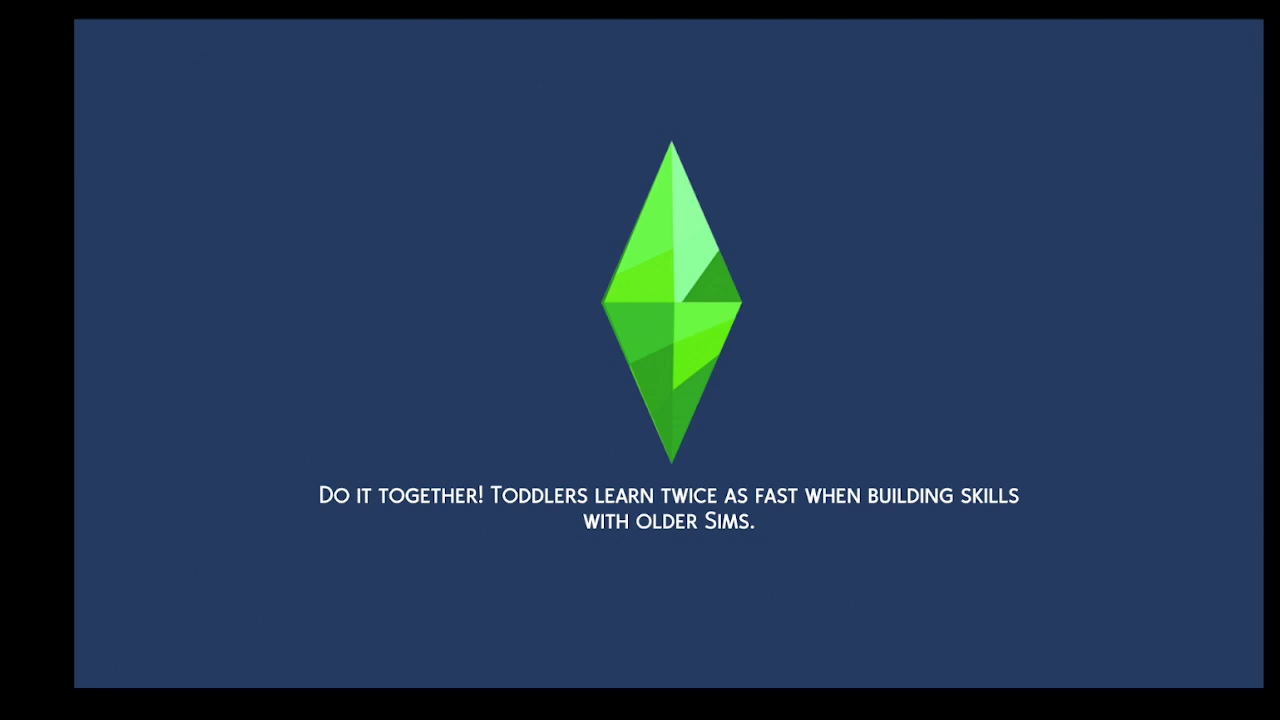 Do it together! Toddlers learn twice as fast when building skills
with older Sims.